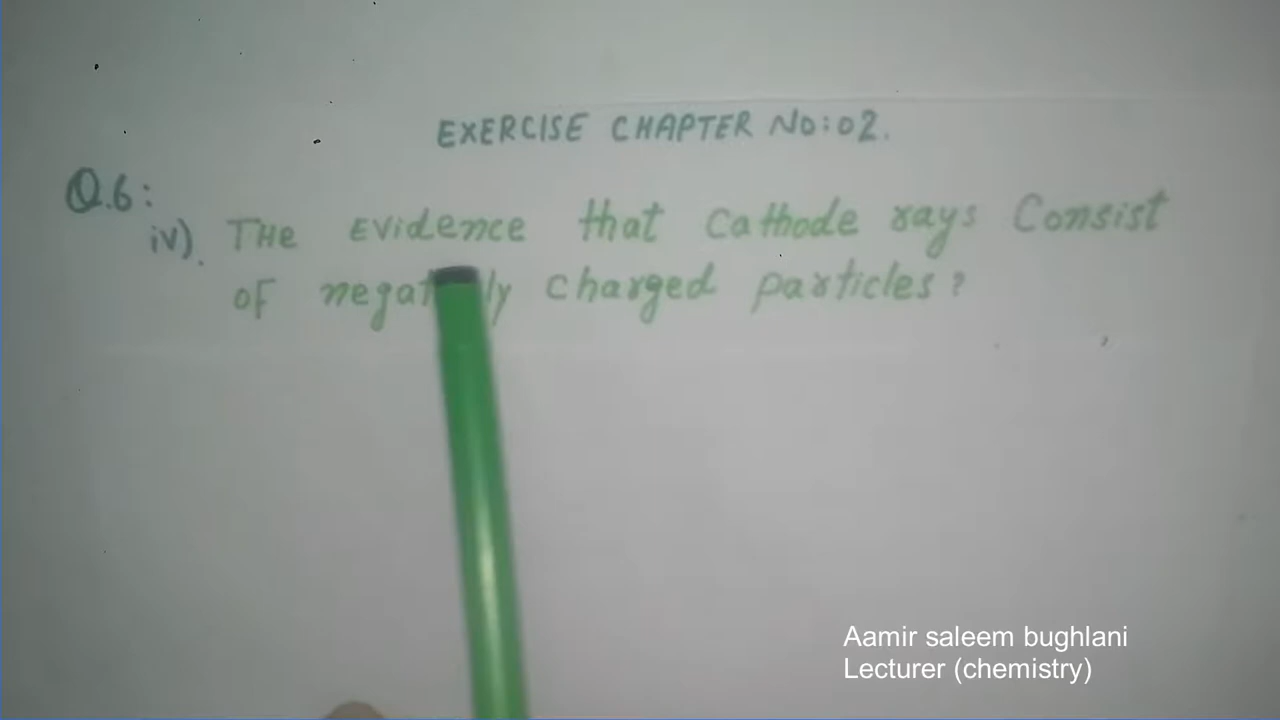 EXERCISE CHAPTER NO:02.
Q.6:
iv). THe Evidence that Cathode rays Consist
of charged particles?
Aamir saleem bughlani
Lecturer (chemistry)